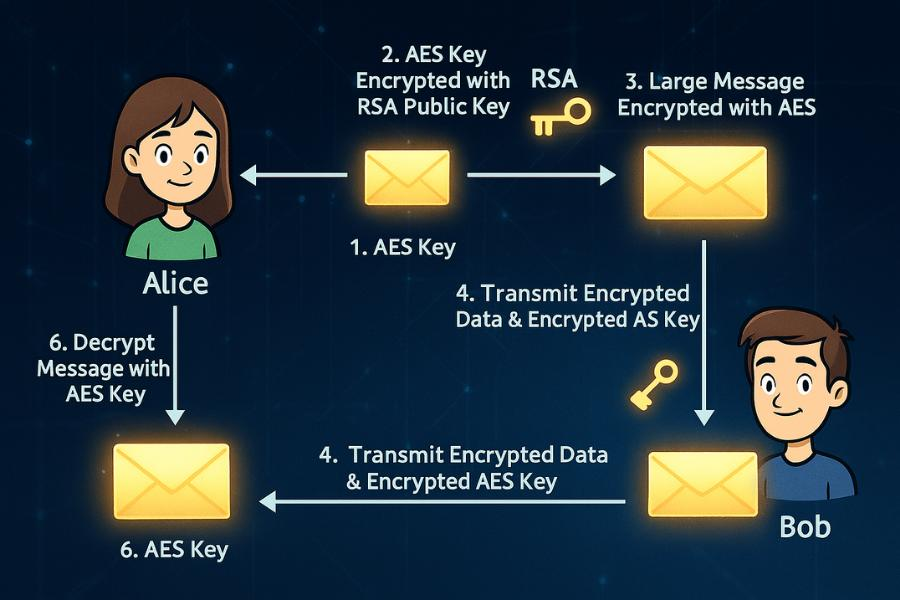 2. AES Key
Encrypted with
RSA Public Key
RSA
3. Large Message
Encrypted with AES
1. AES Key
Alice
4. Transmit Encrypted
Data & Encrypted AS Key
6. Decrypt
Message with
AES Key
4. Transmit Encrypted Data
& Encrypted AES Key
Bob
6. AES Key